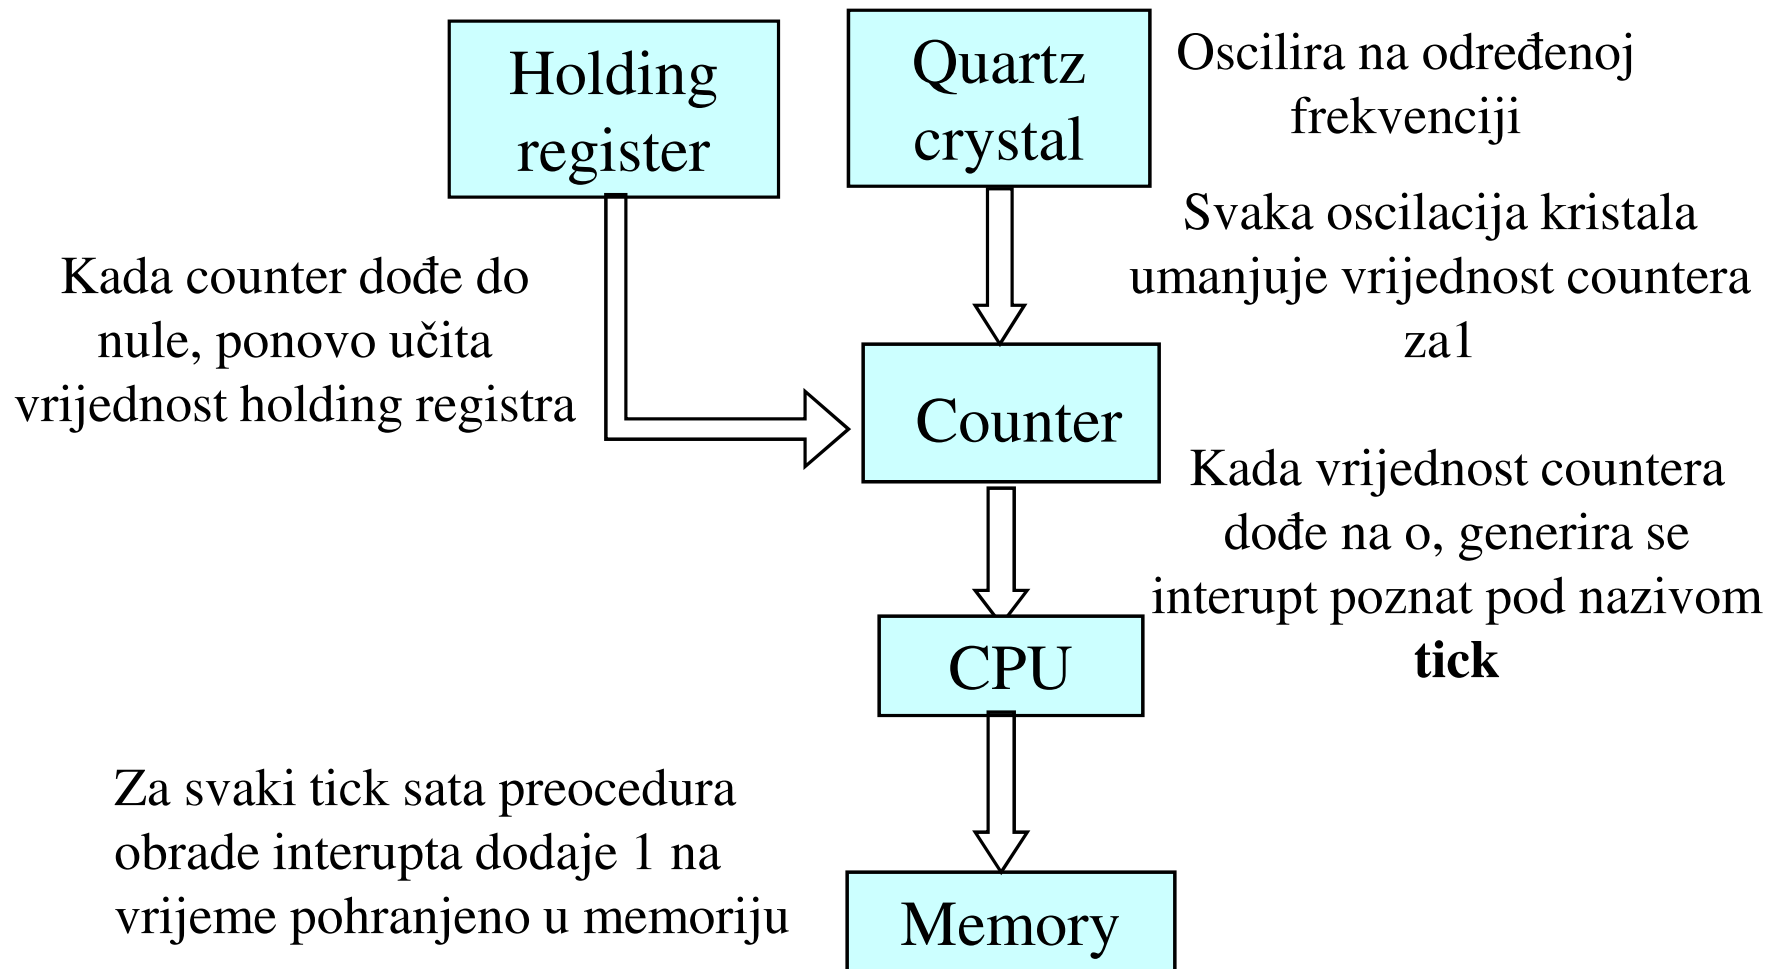 Holding
register
Quartz
crystal
Oscilira na određenoj
frekvenciji
Svaka oscilacija kristala
umanjuje vrijednost countera
za1
Kada counter dođe do
nule, ponovo učita
vrijednost holding registra
Counter
Kada vrijednost countera
dođe na o, generira se
interupt poznat pod nazivom
tick
CPU
Za svaki tick sata preocedura
obrade interupta dodaje 1 na
vrijeme pohranjeno u memoriju
Memory